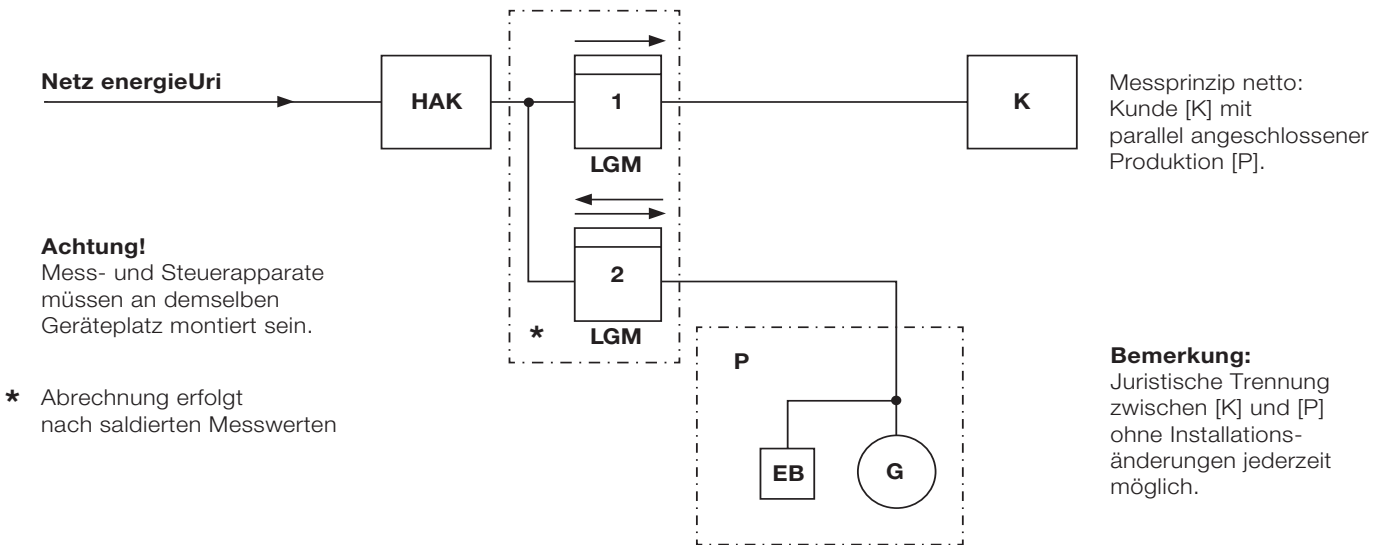 Netz energieUri
HAK
1
LGM
K
Messprinzip netto:
Kunde [K] mit
parallel angeschlossener
Produktion [P].
Achtung!
Mess- und Steuerapparate
müssen an demselben
Geräteplatz montiert sein.
2
LGM
*
* Abrechnung erfolgt
nach saldierten Messwerten
P
EB
G
Bemerkung:
Juristische Trennung
zwischen [K] und [P]
ohne Installations-
änderungen jederzeit
möglich.